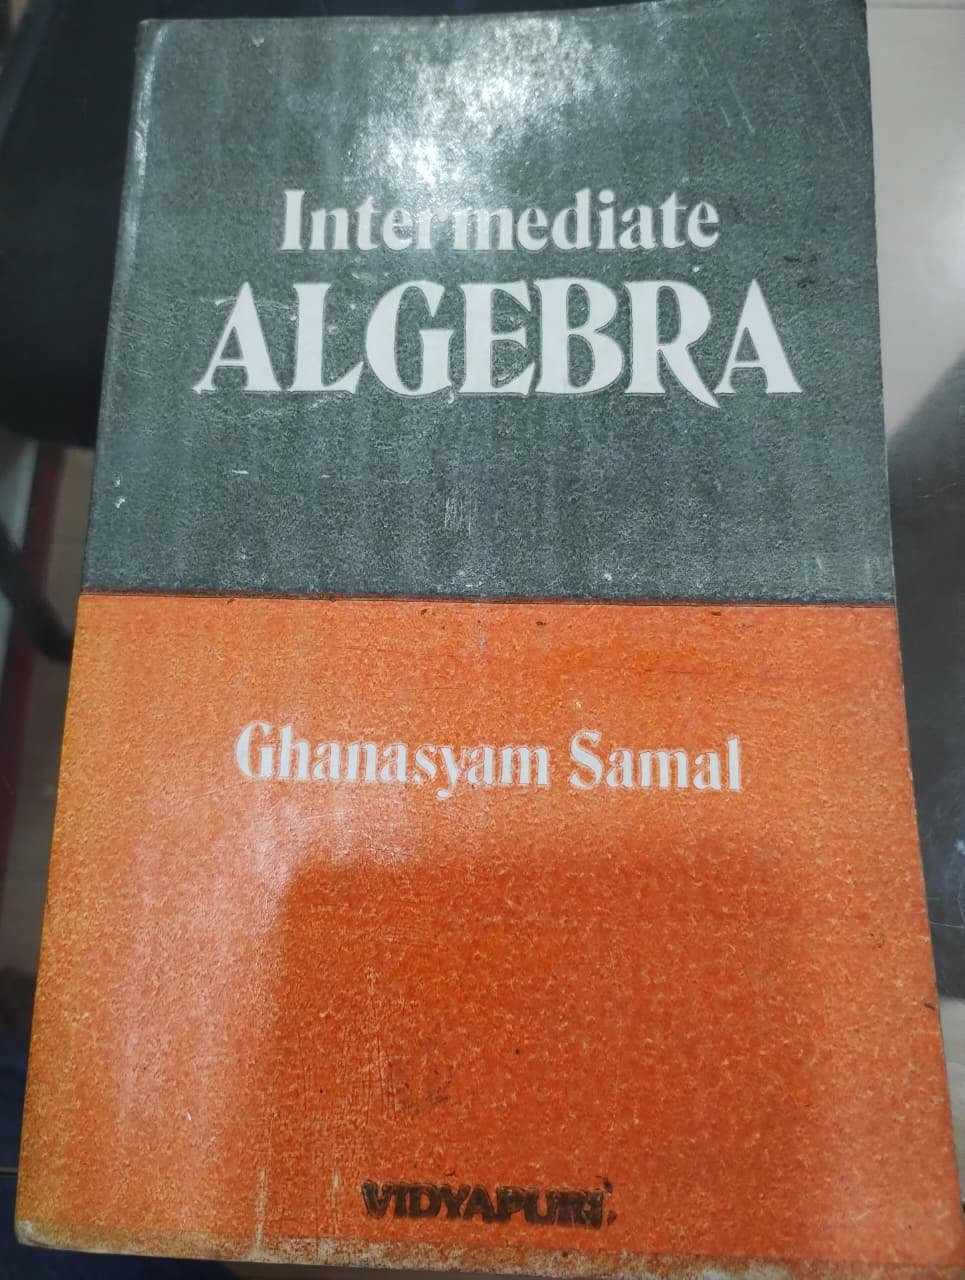 Intermediate
ALGEBRA
Ghanasyam Samal
VIDYAPURI